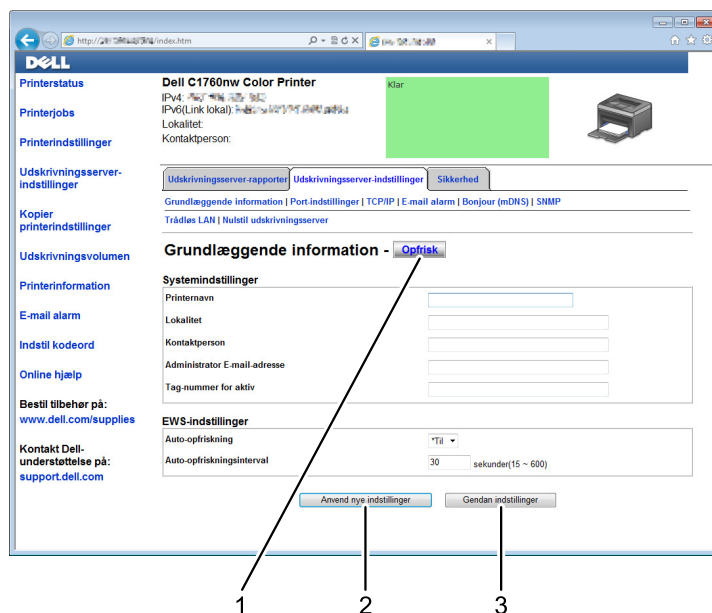 http:// /index.htm
DELL
Printerstatus
Printerjobs
Printerindstillinger
Udskrivningsserver-
indstillinger
Kopier
printerindstillinger
Udskrivningsvolumen
Printerinformation
E-mail alarm
Indstil kodeord
Online hjælp
Bestil tilbehør på:
www.dell.com/supplies
Kontakt Dell-
understøttelse på:
support.dell.com
Dell C1760nw Color Printer
IPv4:
IPv6(Link lokal):
Lokalitet:
Kontaktperson:
Klar
Udskrivningsserver-rapporter Udskrivningsserver-indstillinger Sikkerhed
Grundlæggende information | Port-indstillinger | TCP/IP | E-mail alarm | Bonjour (mDNS) | SNMP
Trådløs LAN | Nulstil udskrivningsserver
Grundlæggende information - Opfrisk
Systemindstillinger
Printernavn
Lokalitet
Kontaktperson
Administrator E-mail-adresse
Tag-nummer for aktiv
EWS-indstillinger
Auto-opfriskning *Til
Auto-opfriskningsinterval 30 sekunder(15 ~ 600)
Anvend nye indstillinger Gendan indstillinger
1 2 3